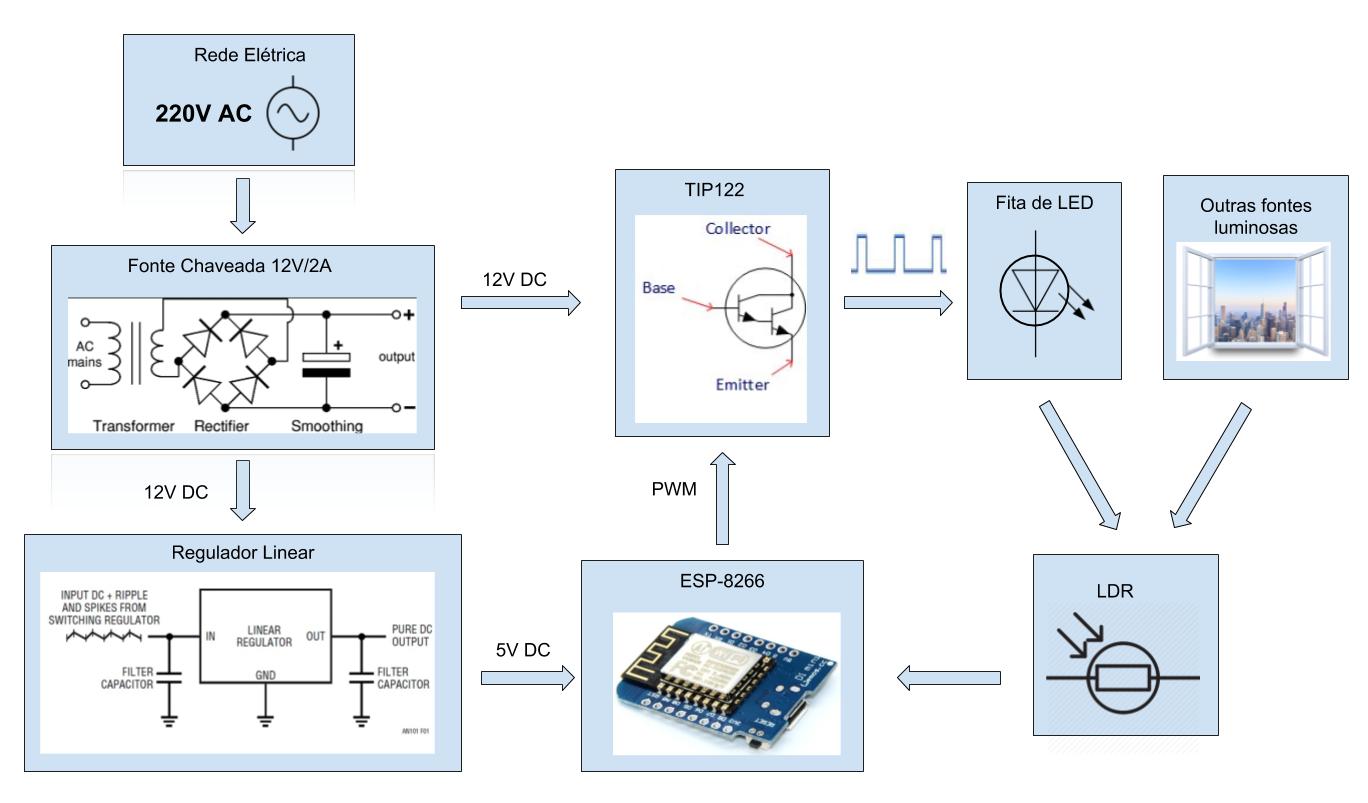 Rede Elétrica
220V AC
Fonte Chaveada 12V/2A
AC
mains
output
+
+
−
Transformer
Rectifier
Smoothing
12V DC
12V DC
Regulador Linear
INPUT DC + RIPPLE
AND SPIKES FROM
SWITCHING REGULATOR
IN
LINEAR
REGULATOR
OUT
GND
PURE DC
OUTPUT
FILTER
CAPACITOR
FILTER
CAPACITOR
AN101 F01
5V DC
ESP-8266
D1 mini
RESET
PWM
TIP122
Collector
Base
Emitter
Fita de LED
Outras fontes
luminosas
LDR